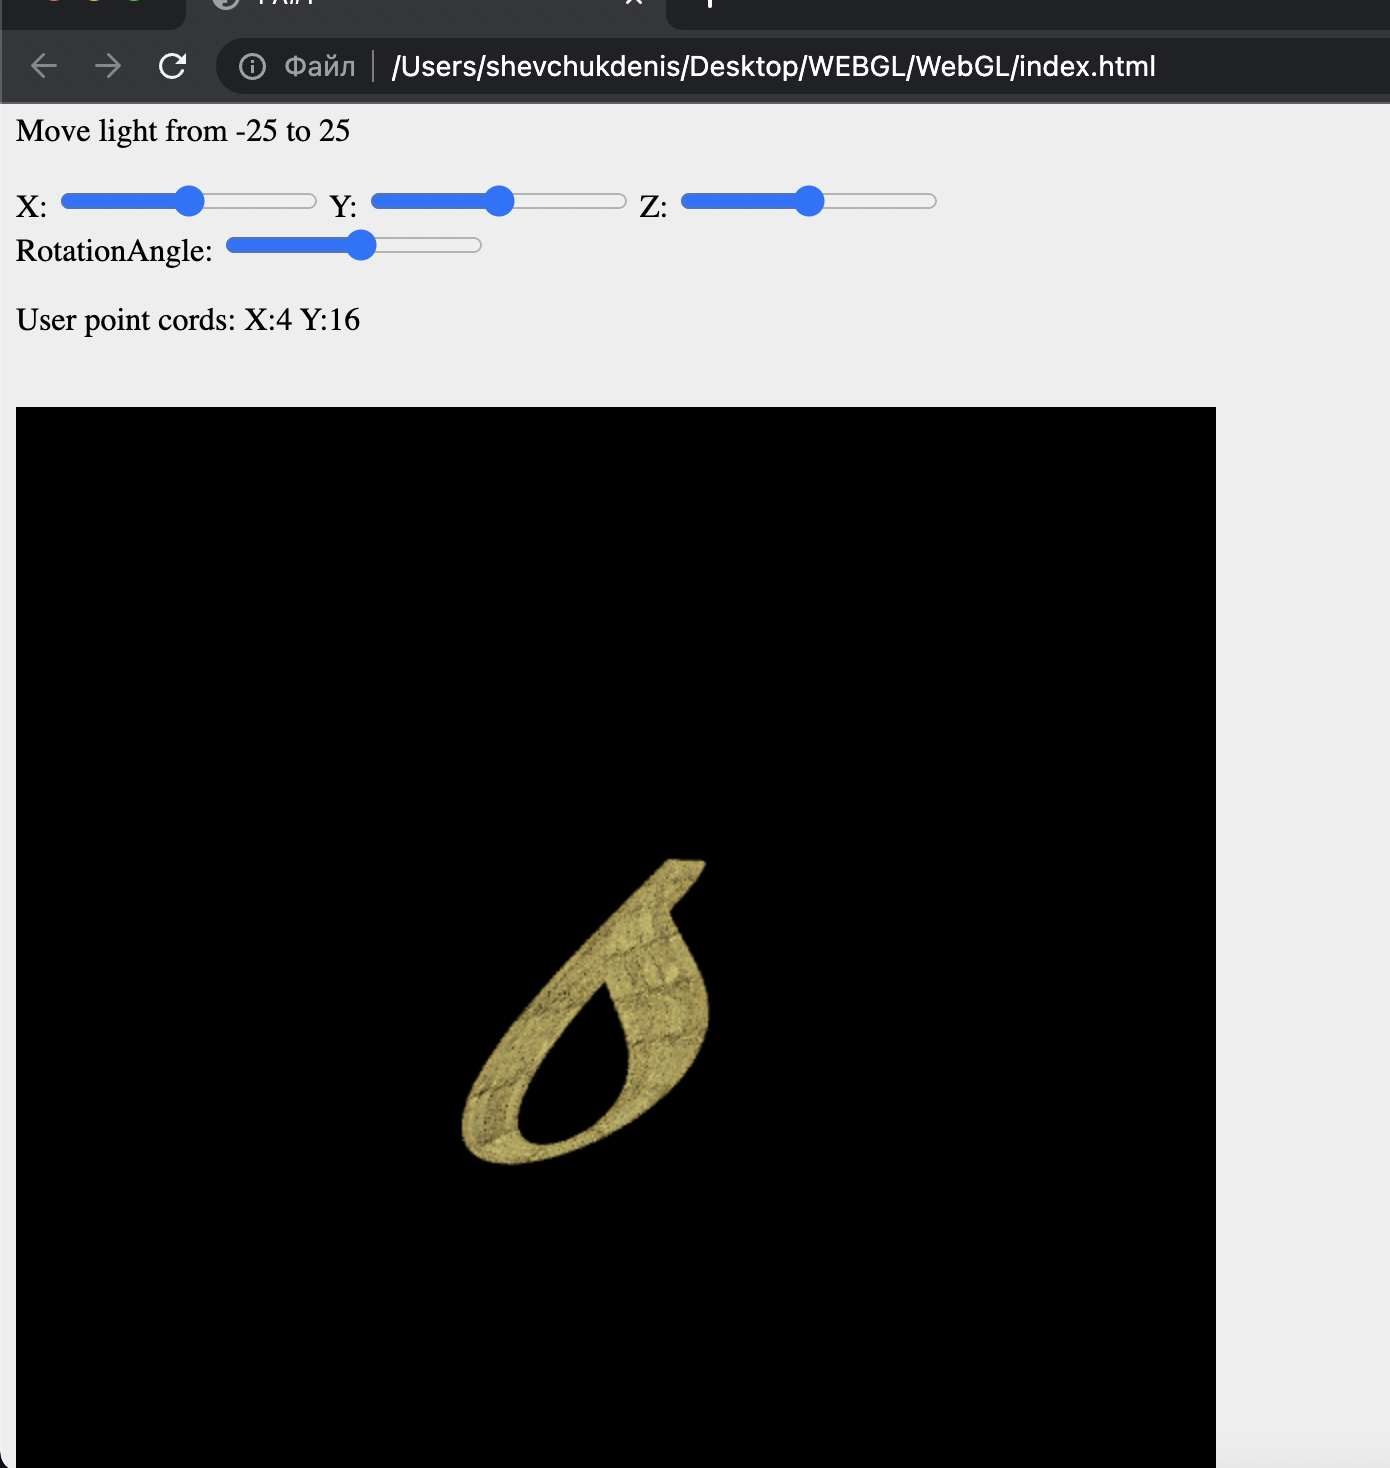 Файл /Users/shevchukdenis/Desktop/WEBGL/WebGL/index.html
Move light from -25 to 25
X: Y: Z:
RotationAngle:
User point cords: X:4 Y:16